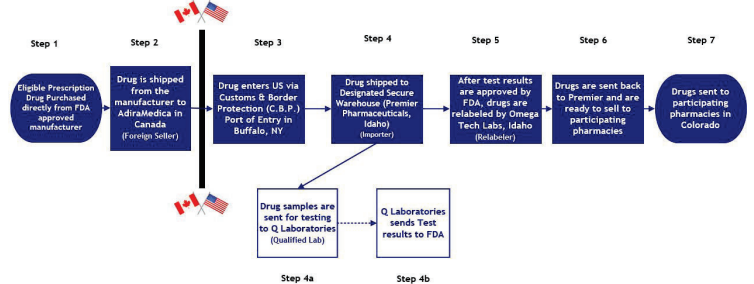 Step 1
Step 2
Step 3
Step 4
Step 5
Step 6
Step 7
Eligible Prescription
Drug Purchased
directly from FDA
approved
manufacturer
Drug is shipped
from the
manufacturer to
AdiraMedica in
Canada
(Foreign Seller)
Drug enters US via
Customs & Border
Protection (C.B.P.)
Port of Entry in
Buffalo, NY
Drug shipped to
Designated Secure
Warehouse (Premier
Pharmaceuticals,
Idaho)
(Importer)
After test results
are approved by
FDA, drugs are
relabeled by Omega
Tech Labs, Idaho
(Relabeler)
Drugs are sent back
to Premier and are
ready to sell to
participating
pharmacies
Drugs sent to
participating
pharmacies in
Colorado
Drug samples are
sent for testing
to Q Laboratories
(Qualified Lab)
Q Laboratories
sends Test
results to FDA
Step 4a
Step 4b